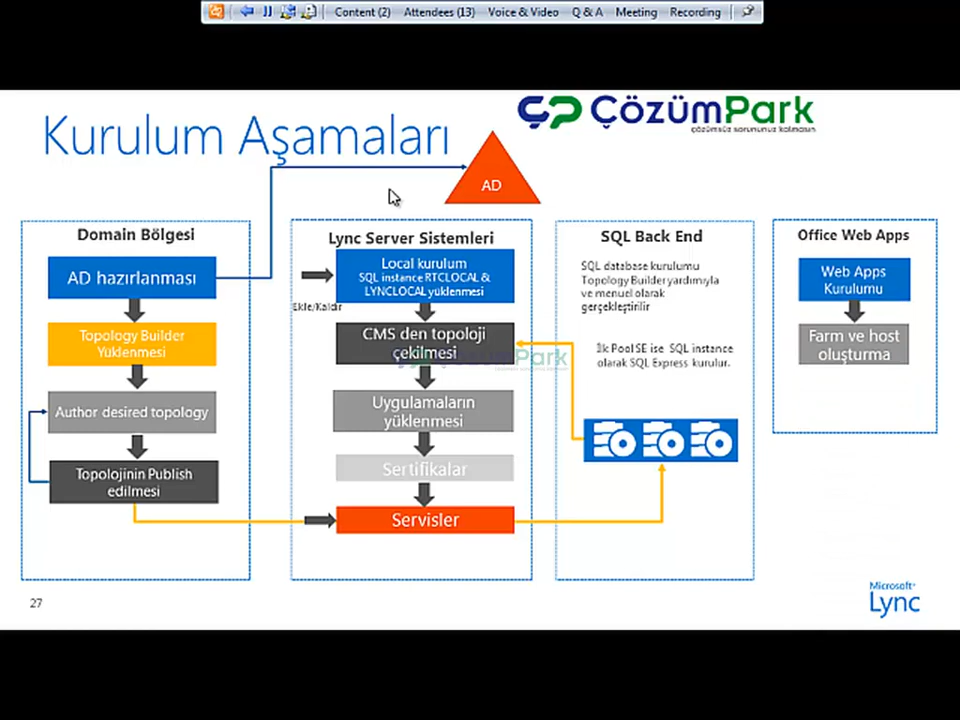 Content (2) Attendees (13) Voice & Video Q & A Meeting Recording
Kurulum Aşamaları
ÇP ÇözümPark
çözümsüz sorununuz kalmasın
AD
Domain Bölgesi
AD hazırlanması
Topology Builder
Yüklenmesi
Author desired topology
Topolojinin Publish
edilmesi
Lync Server Sistemleri
Local kurulum
SQL instance RTCLOCAL &
LYNCLOCAL yüklenmesi
Ekle/Kaldır
CMS den topoloji
çekilmesi
ÇözümPark
Uygulamaların
yüklenmesi
Sertifikalar
Servisler
SQL Back End
SQL database kurulumu
Topology Builder yardımıyla
ve menuel olarak
gerçekleştirilir
İlk Pool SE ise SQL instance
olarak SQL Express kurulur.
Office Web Apps
Web Apps
Kurulumu
Farm ve host
oluşturma
27
Microsoft
Lync